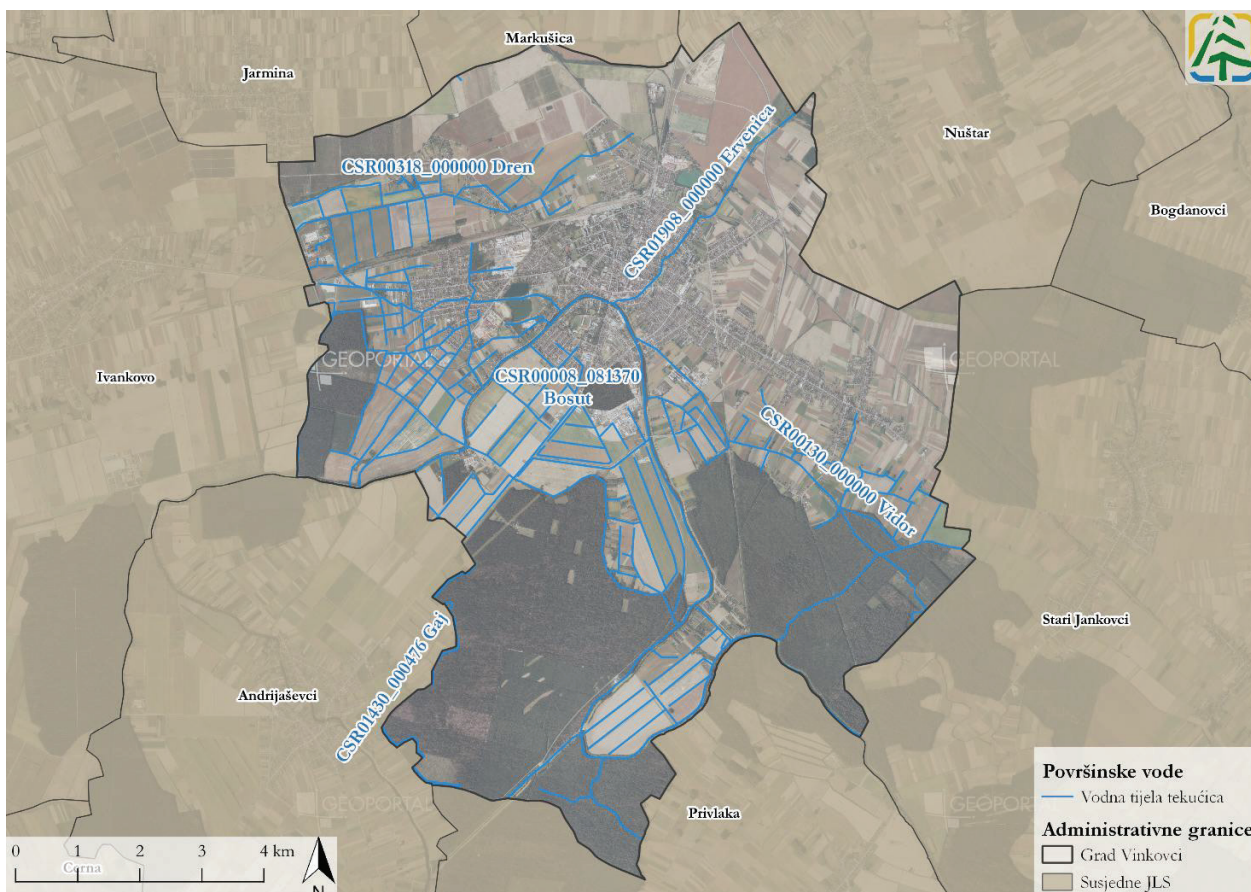 Markušica
Jarmina
Nuštar
CSR00318_000000 Dren
CSR01908_000000 Ervenica
Bogdanovci
GEOPORTAL
GEOPORTAL
Ivankovo
CSR00008_081370
Bosut
CSR00130_000000 Vidor
Stari Jankovci
CSR01430_000476 Gaj
Andrijaševci
Privlaka
GEOPORTAL
GEOPORTAL
Cerna
0 1 2 3 4 km
N
Površinske vode
Vodna tijela tekućica
Administrativne granice
Grad Vinkovci
Susjedne JLS